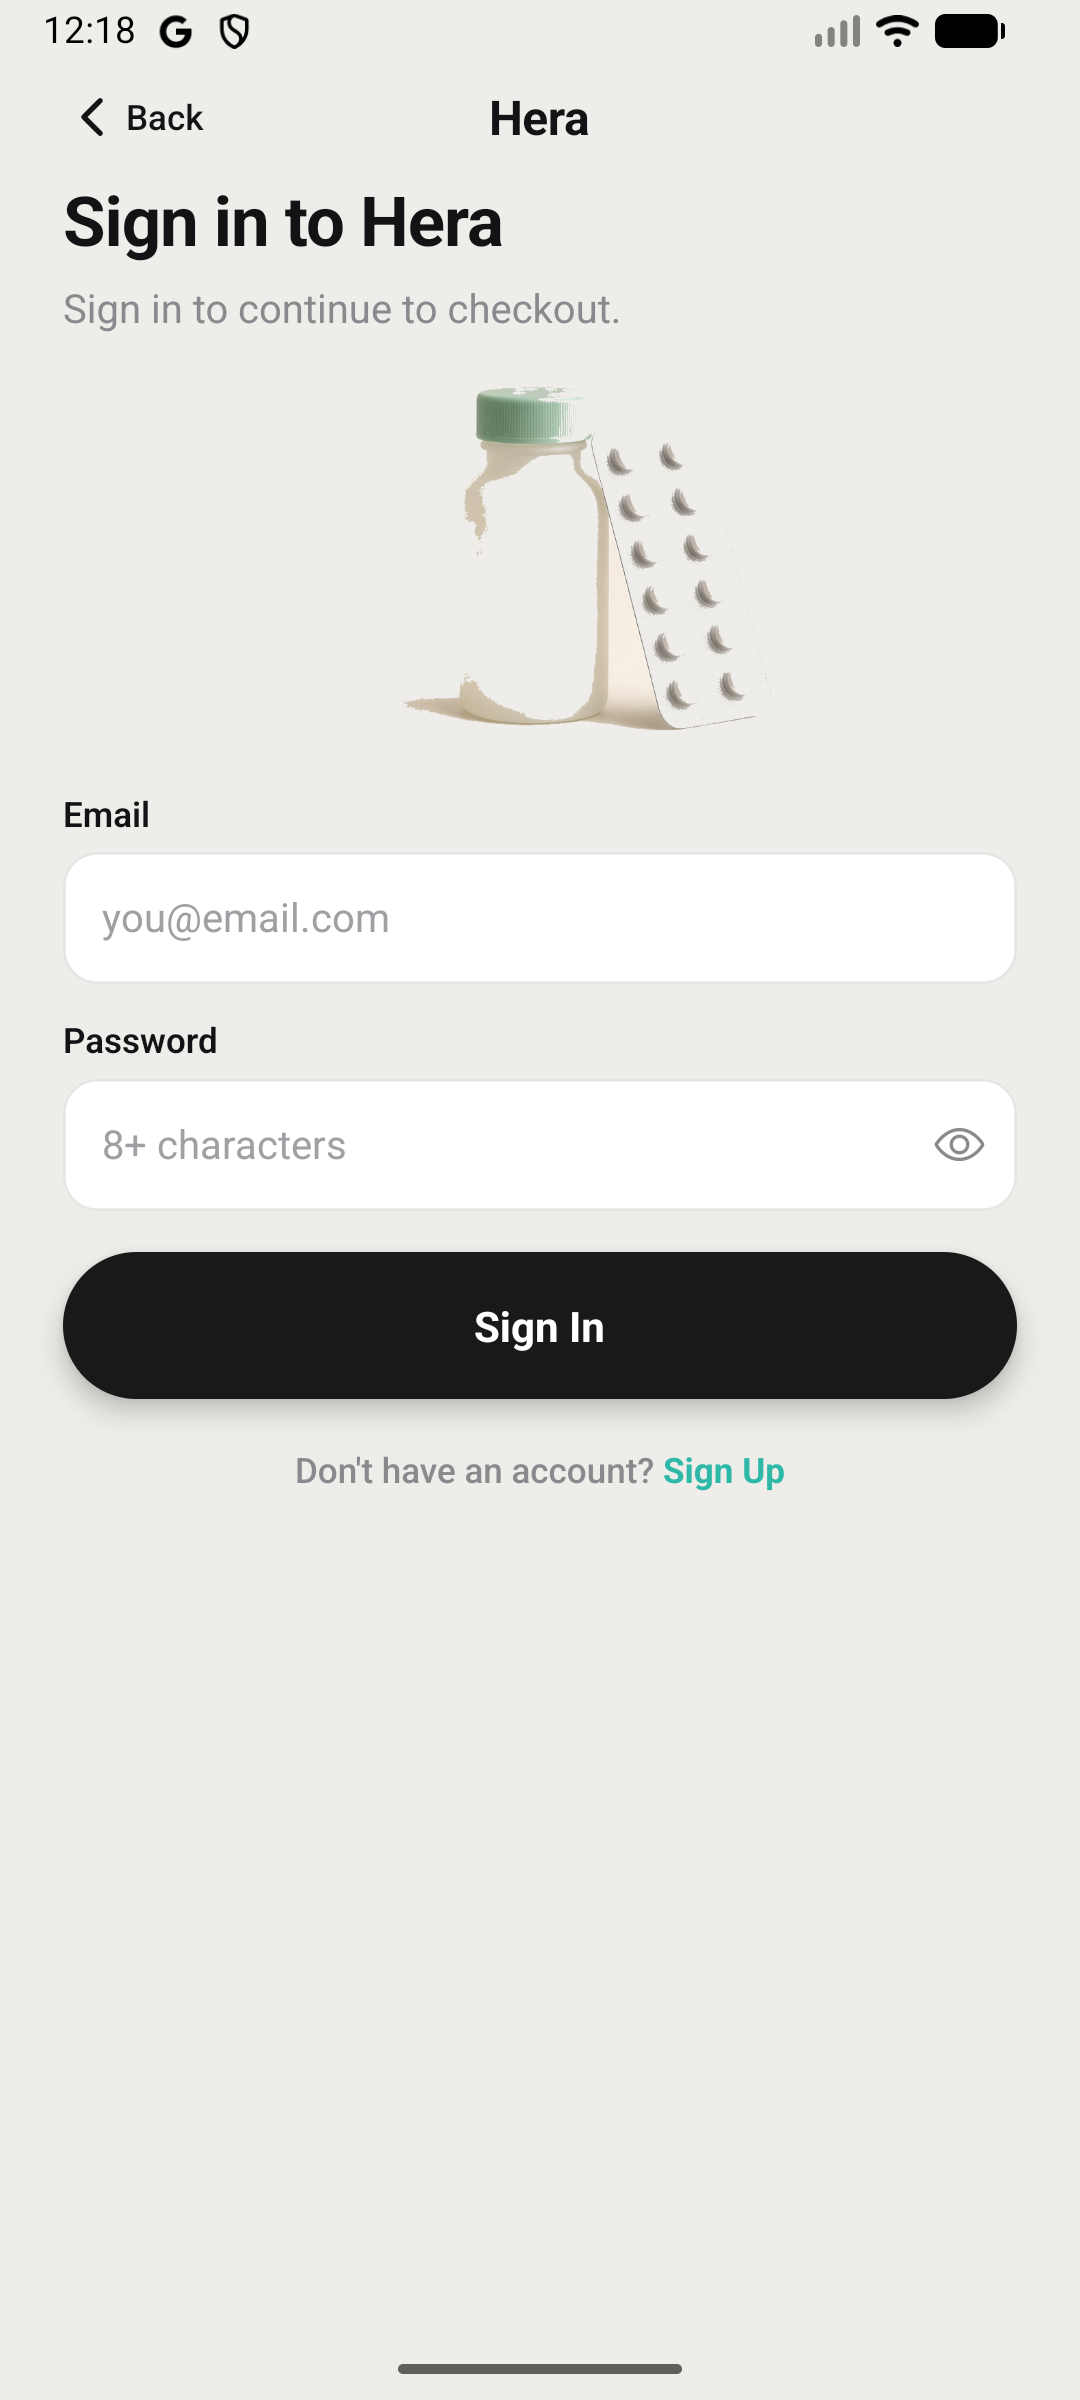 12:18
Back
Hera
Sign in to Hera
Sign in to continue to checkout.
Email
you@email.com
Password
8+ characters
Sign In
Don't have an account? Sign Up